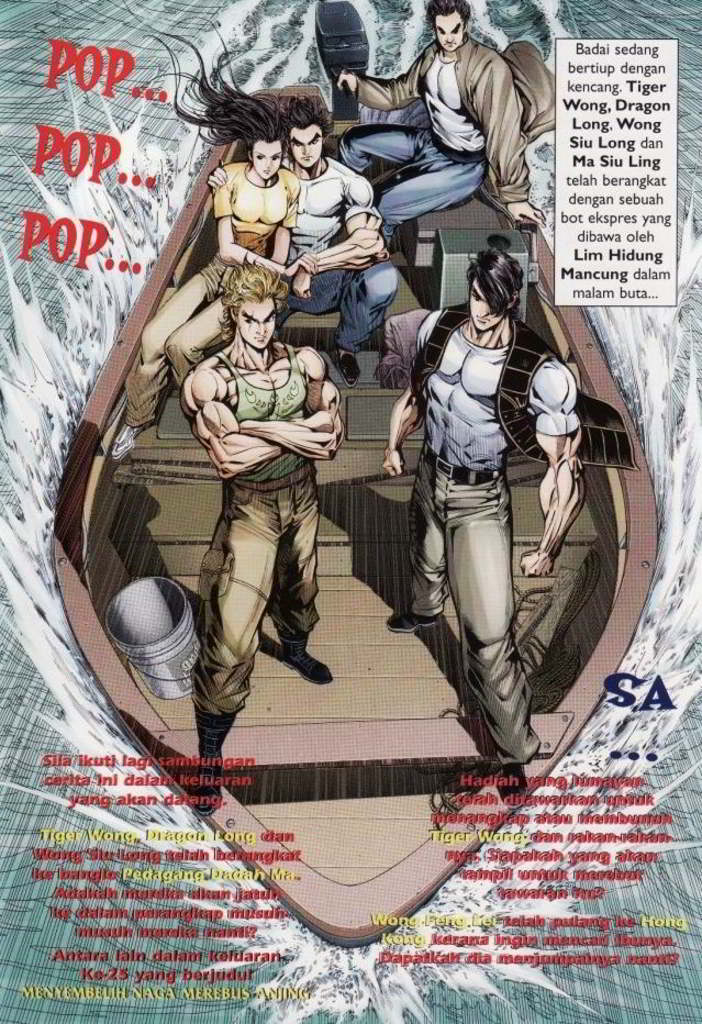 POP...
POP...
POP...
Badai sedang
bertiup dengan
kencang. Tiger
Wong, Dragon
Long, Wong
Siu Long dan
Ma Siu Ling
telah berangkat
dengan sebuah
bot ekspres yang
dibawa oleh
Lim Hidung
Mancung dalam
malam buta...
SA
...
Sila ikuti lagi sambungan
cerita ini dalam keluaran
yang akan datang.
Tiger Wong, Dragon Long dan
Wong Siu Long telah berangkat
ke banglo Pedagang Dadah Ma.
Adakah mereka akan jatuh
ke dalam perangkap musuh-
musuh mereka nanti?
Antara lain dalam keluaran
Ke-25 yang berjudul
MENYEMBELIH NAGA MEREBUS ANJING
Hadiah yang lumayan
telah ditawarkan untuk
menangkap atau membunuh
Tiger Wong dan rakan-rakan-
nya. Siapakah yang akan
tampil untuk merebut
tawaran itu?
Wong Feng Fei telah pulang ke Hong
Kong kerana ingin mencari ibunya.
Dapatkah dia menjumpainya nanti?